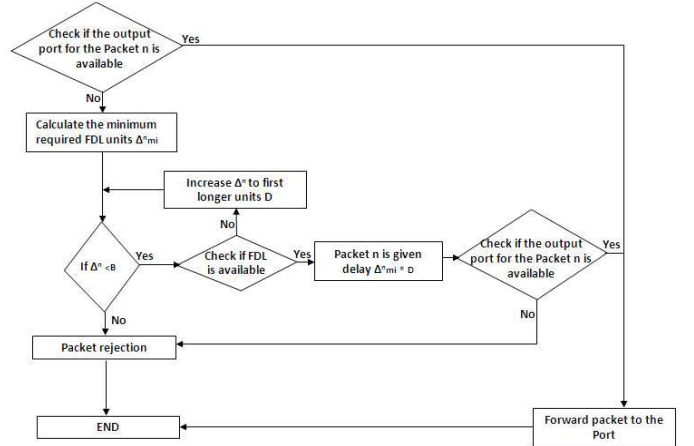 Check if the output
port for the Packet n is
available
Yes
No
Calculate the minimum
required FDL units Δⁿmi
Increase Δⁿ to first
longer units D
No
If Δⁿ <B
Yes
Check if FDL
is available
Yes
Packet n is given
delay Δⁿmi * D
Check if the output
port for the Packet n is
available
Yes
No
No
Packet rejection
END
Forward packet to the
Port